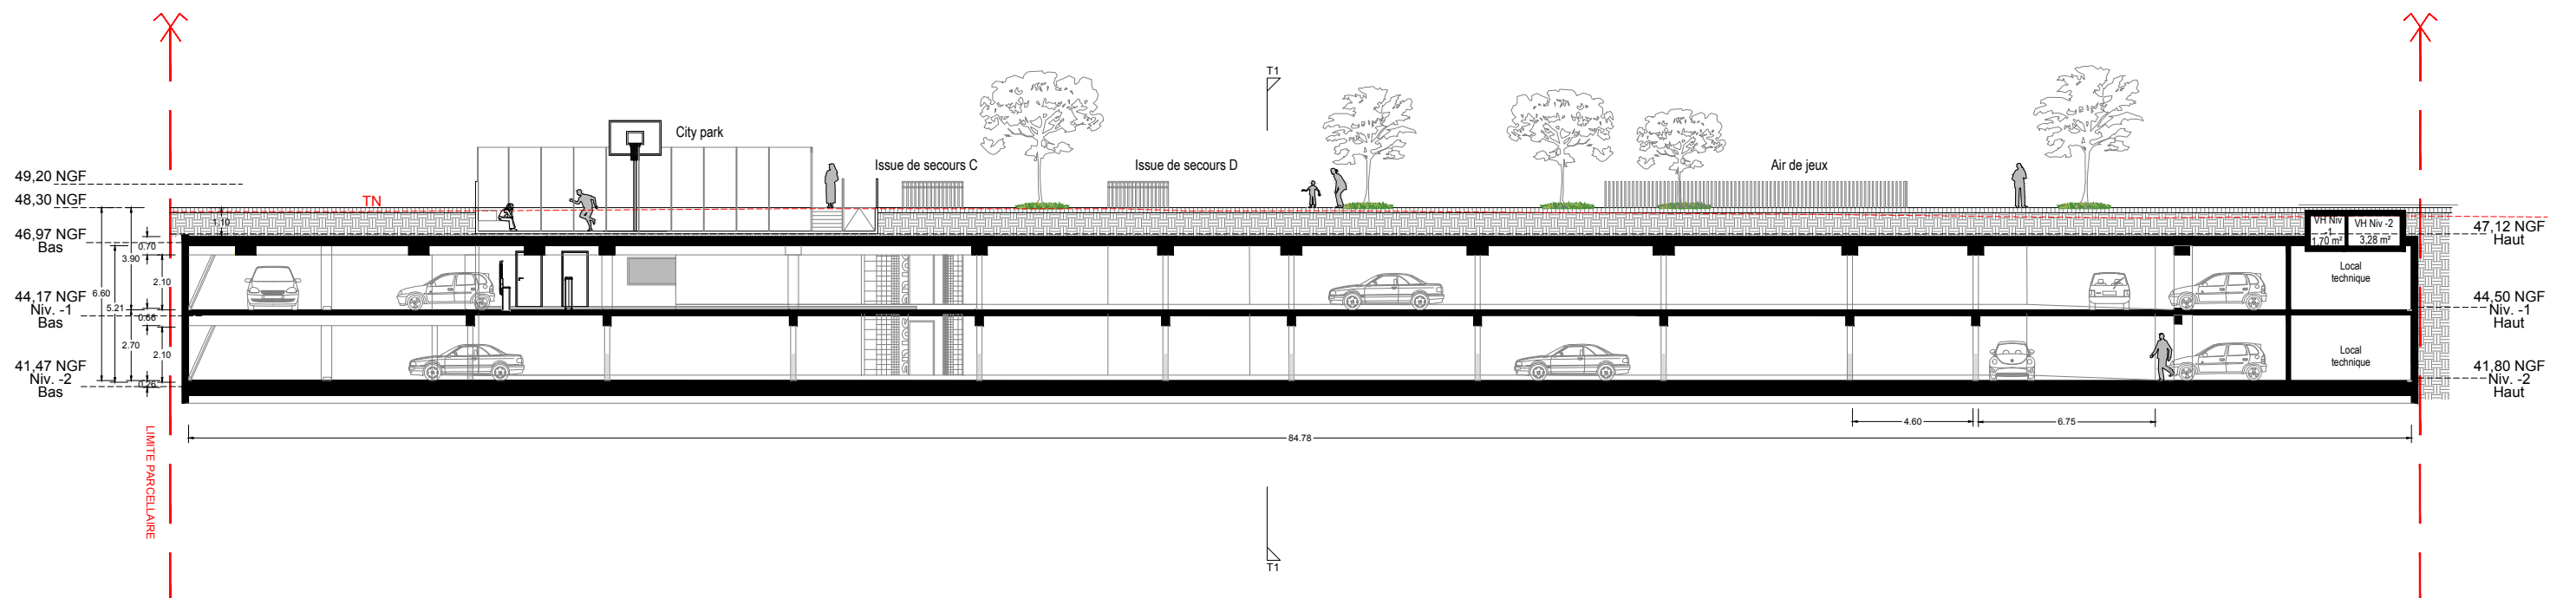 T1
City park
Issue de secours C
Issue de secours D
Air de jeux
49,20 NGF
48,30 NGF
TN
1.10
46,97 NGF
Bas
0.70
3.90
2.10
6.60
5.21
44,17 NGF
Niv. -1
Bas
0.66
2.70
2.10
41,47 NGF
Niv. -2
Bas
0.26
VH Niv
-1
1,70 m²
VH Niv -2
3,28 m²
47,12 NGF
Haut
Local
technique
44,50 NGF
Niv. -1
Haut
Local
technique
41,80 NGF
Niv. -2
Haut
4.60
6.75
84.78
LIMITE PARCELLAIRE
T1